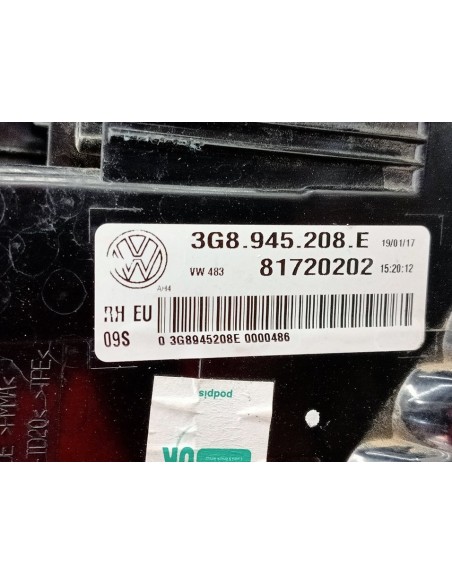 3G8.945.208.E 19/01/17
VW 483 81720202 15:20:12
AH4
RH EU
09S 0 3G8945208E 0000486
podpis